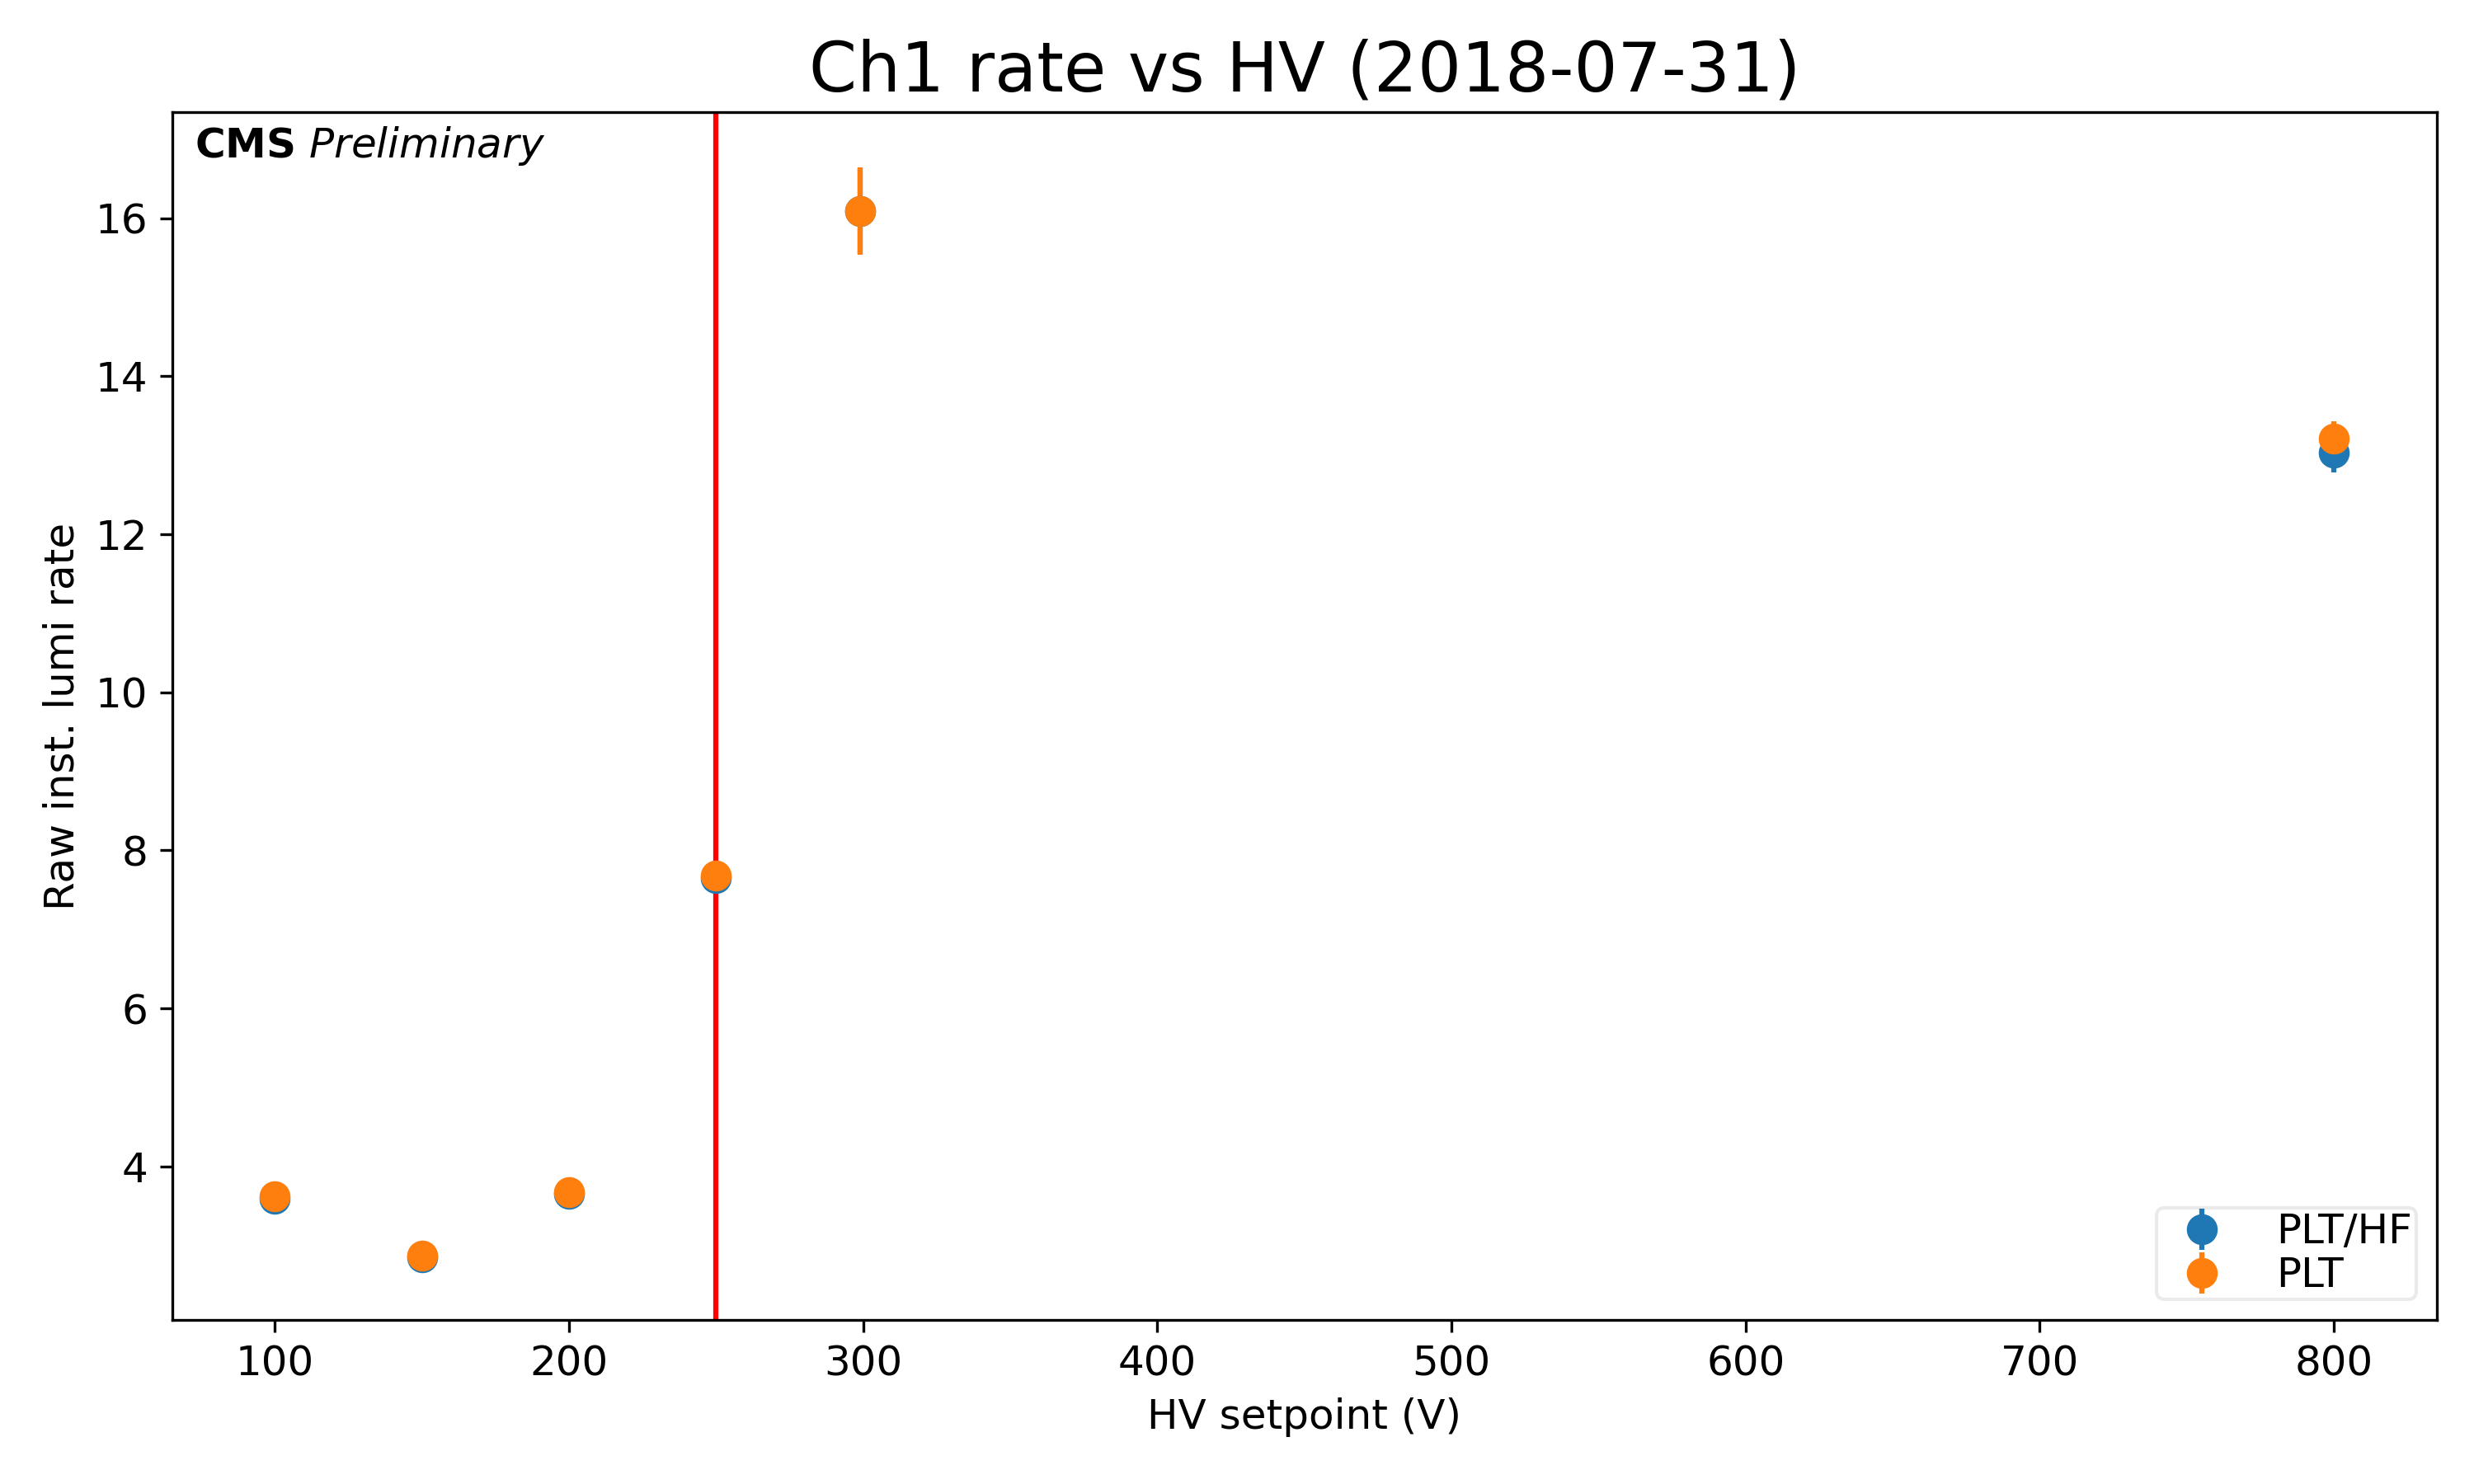 Ch1 rate vs HV (2018-07-31)
CMS Preliminary
Raw inst. lumi rate
16
14
12
10
8
6
4
PLT/HF
PLT
100 200 300 400 500 600 700 800
HV setpoint (V)